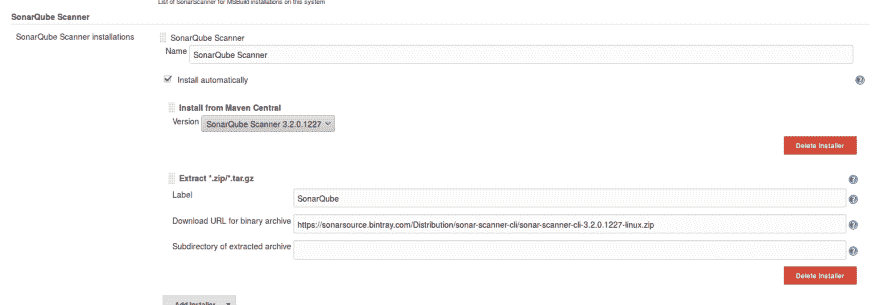 List of SonarScanner for MSBuild installations on this system
SonarQube Scanner
SonarQube Scanner installations
SonarQube Scanner
Name
SonarQube Scanner
Install automatically
Install from Maven Central
Version
SonarQube Scanner 3.2.0.1227
Delete Installer
Extract *.zip/*.tar.gz
Label
SonarQube
Download URL for binary archive
https://sonarsource.bintray.com/Distribution/sonar-scanner-cli/sonar-scanner-cli-3.2.0.1227-linux.zip
Subdirectory of extracted archive
Delete Installer
Add Installer